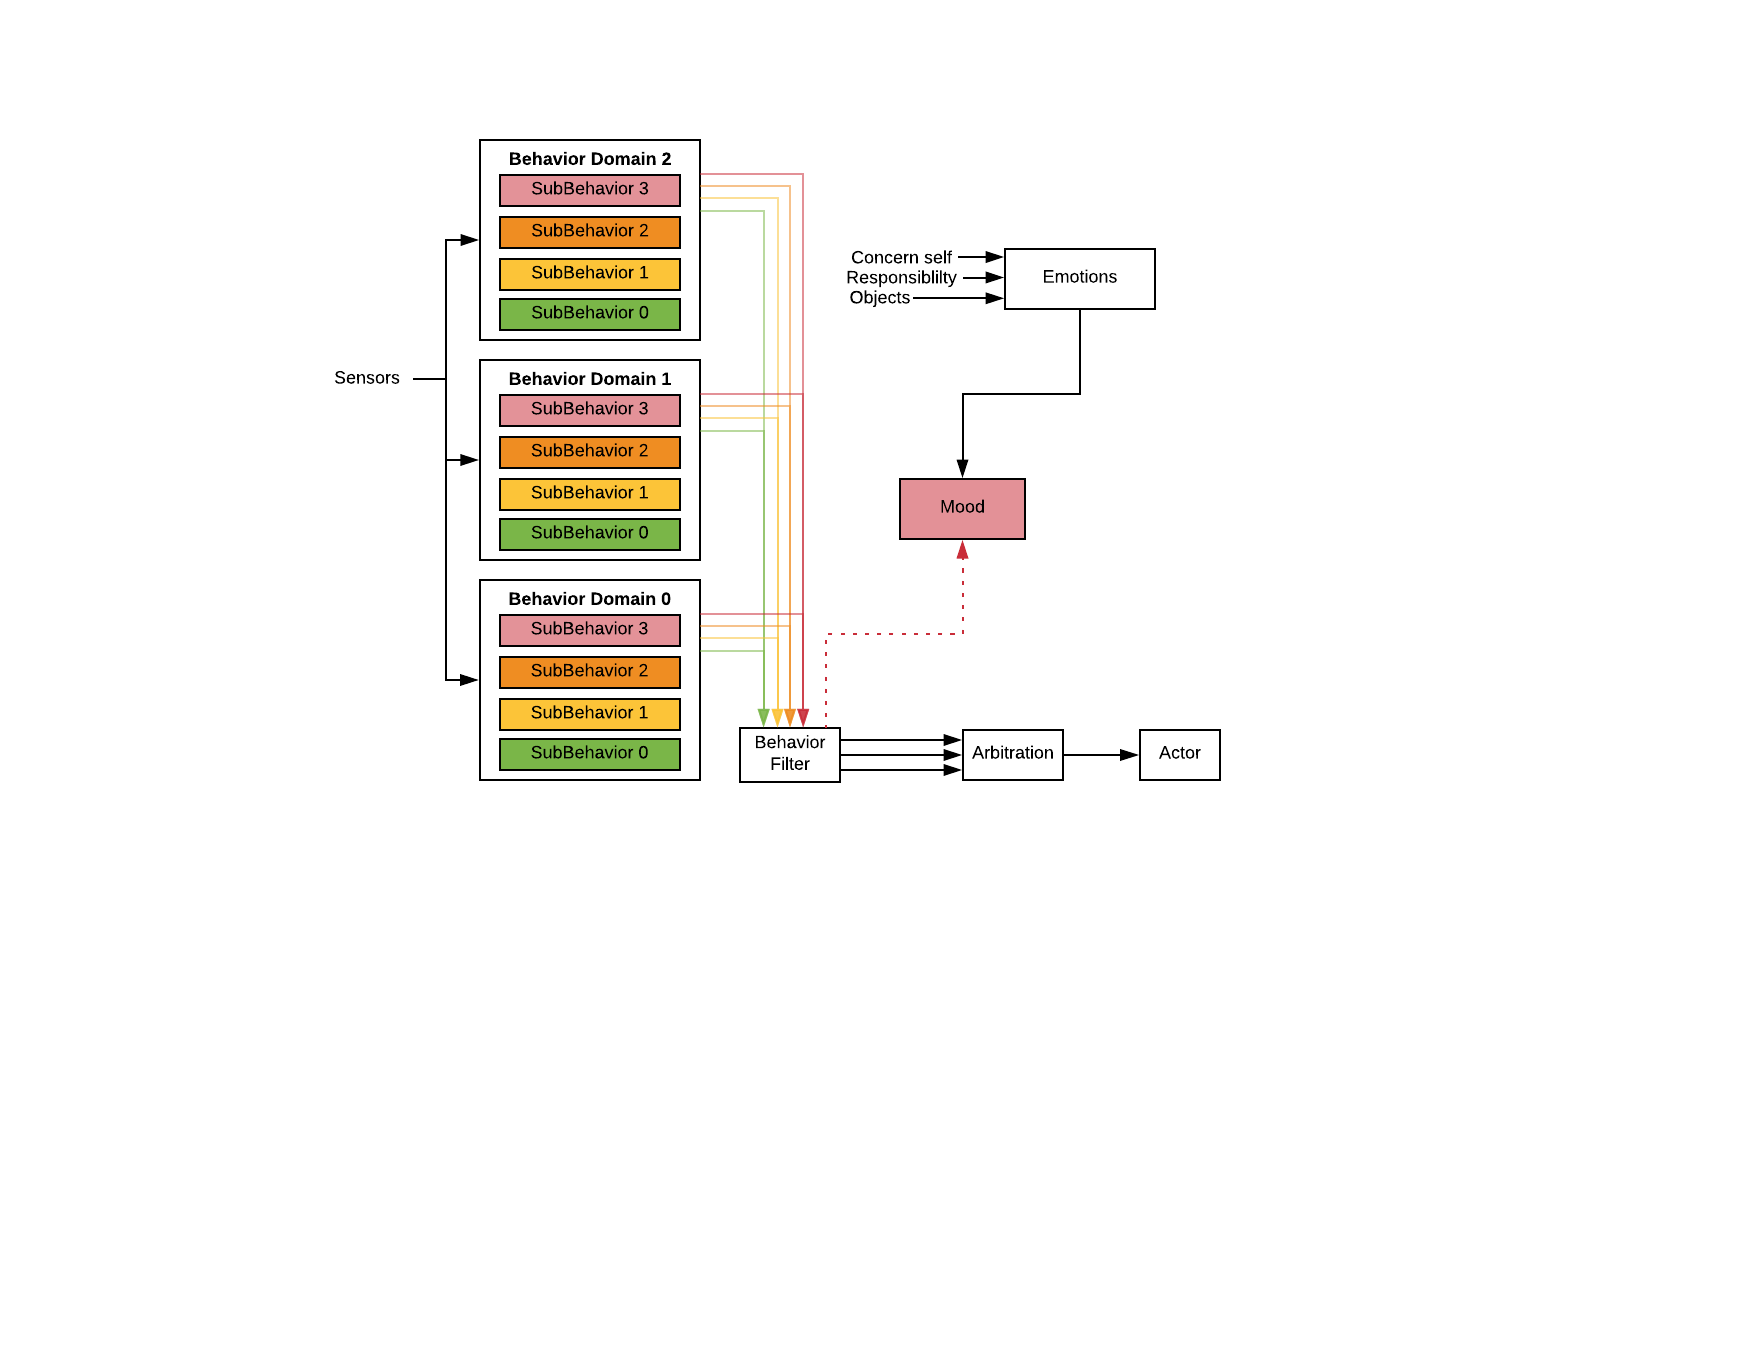 Behavior Domain 2
SubBehavior 3
SubBehavior 2
SubBehavior 1
SubBehavior 0
Sensors
Behavior Domain 1
SubBehavior 3
SubBehavior 2
SubBehavior 1
SubBehavior 0
Behavior Domain 0
SubBehavior 3
SubBehavior 2
SubBehavior 1
SubBehavior 0
Concern self
Responsiblilty
Objects
Emotions
Mood
Behavior
Filter
Arbitration
Actor